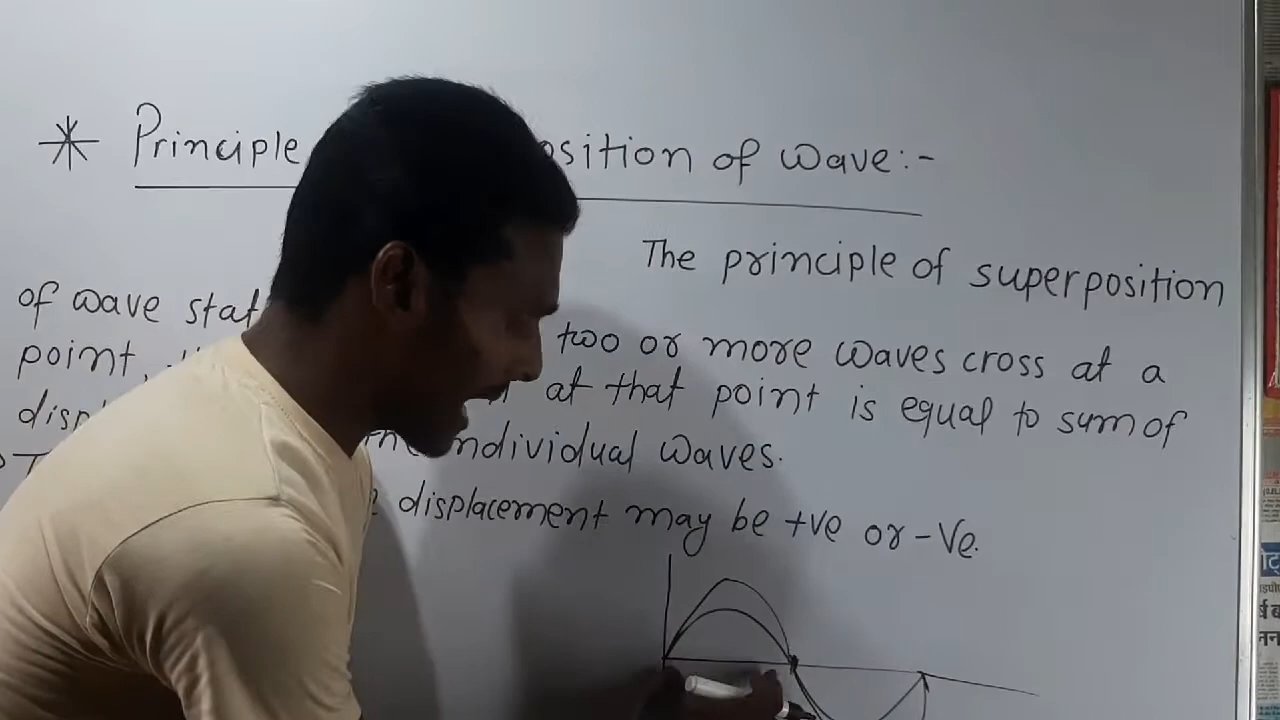 * Principle osition of wave:-
The principle of superposition
of wave stat two or more waves cross at a
point, at that point is equal to sum of
disp individual waves.
displacement may be +ve or -ve.